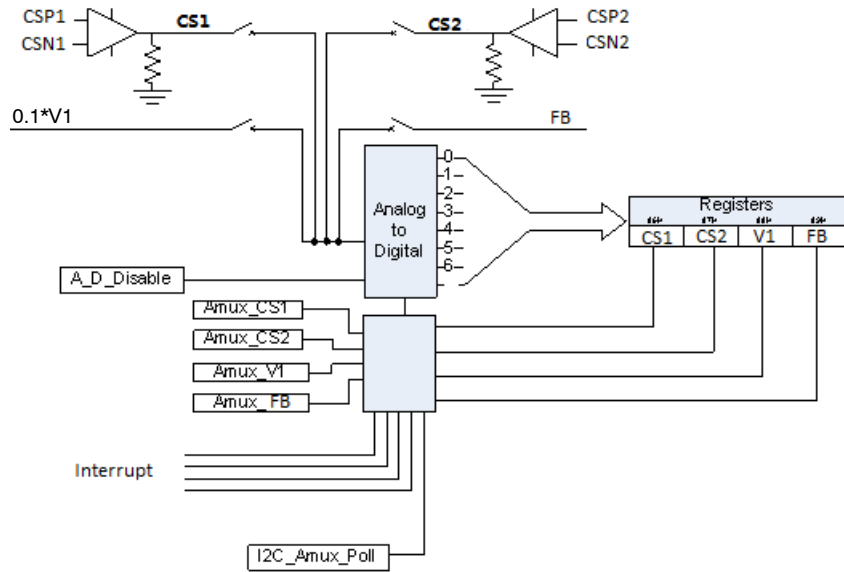 CSP1
CSN1
CS1
CS2
CSP2
CSN2
0.1*V1
FB
Analog
to
Digital
0
1
2
3
4
5
6
Registers
CS1 CS2 V1 FB
A_D_Disable
Amux_CS1
Amux_CS2
Amux_V1
Amux_FB
Interrupt
I2C_Amux_Poll